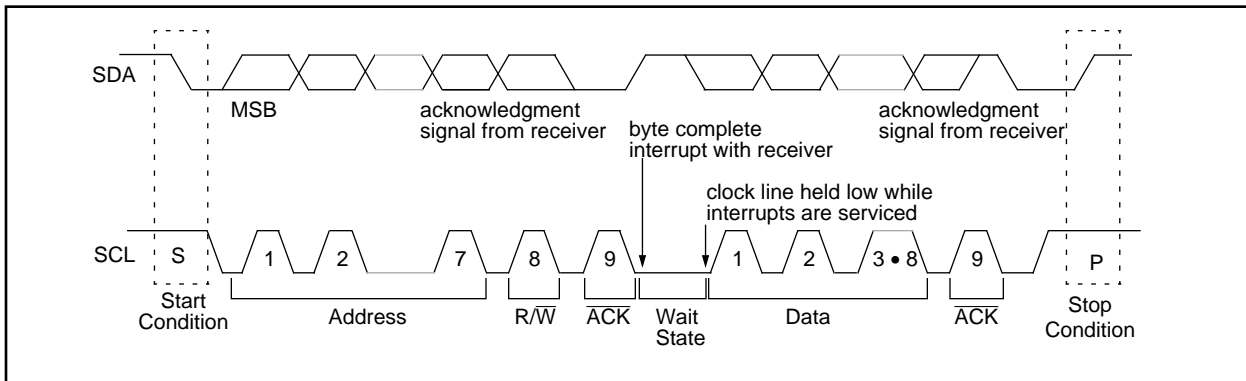 SDA
MSB
acknowledgment
signal from receiver
byte complete
interrupt with receiver
acknowledgment
signal from receiver
clock line held low while
interrupts are serviced
SCL
S
1
2
7
8
9
1
2
3 • 8
9
P
Start
Condition
Address
R/W̅
A̅C̅K̅
Wait
State
Data
A̅C̅K̅
Stop
Condition